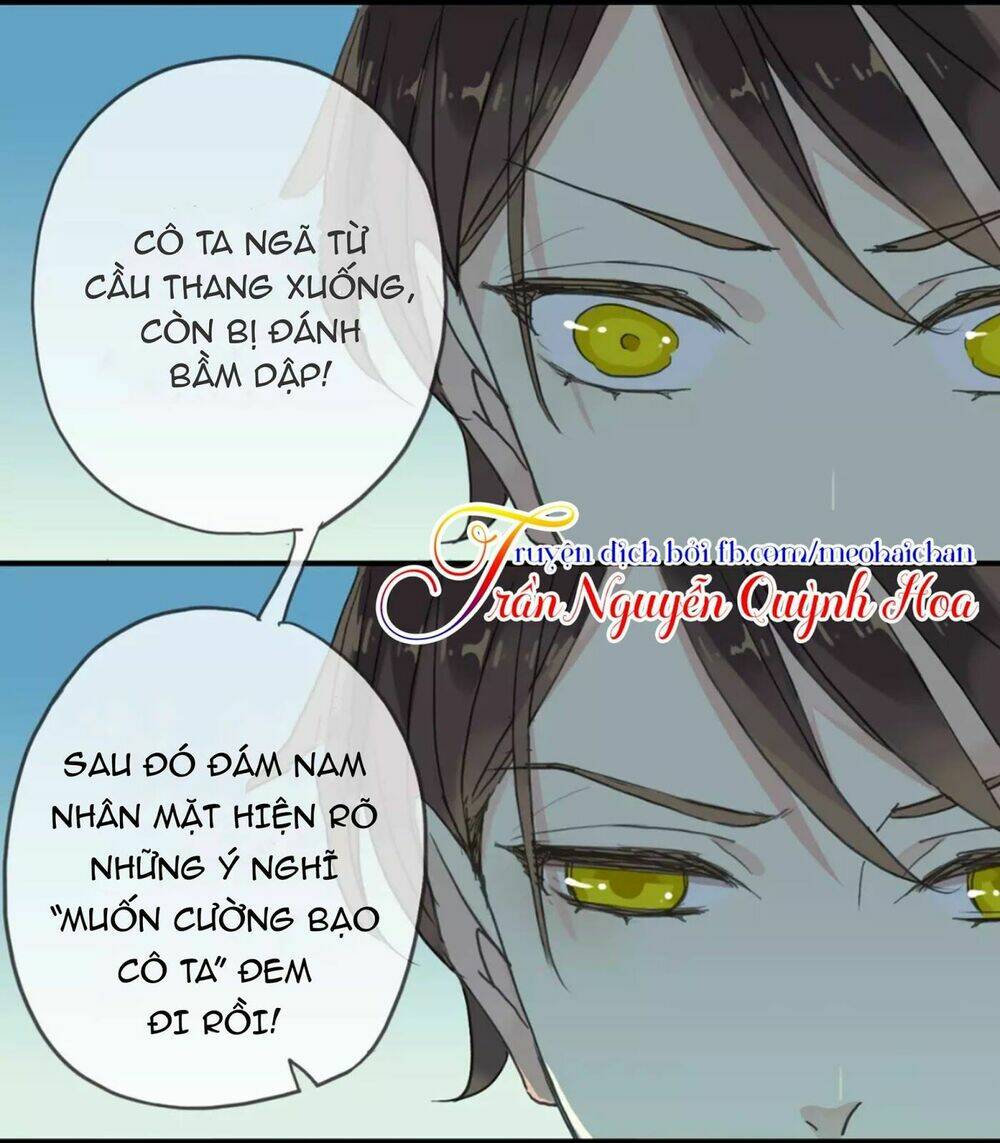 CÔ TA NGÃ TỪ
CẦU THANG XUỐNG,
CÒN BỊ ĐÁNH
BẦM DẬP!
Truyện dịch bởi fb.com/meohaichan
Trần Nguyễn Quỳnh Hoa
SAU ĐÓ ĐÁM NAM
NHÂN MẶT HIỆN RÕ
NHỮNG Ý NGHĨ
“MUỐN CƯỜNG BẠO
CÔ TA” ĐEM
ĐI RỒI!